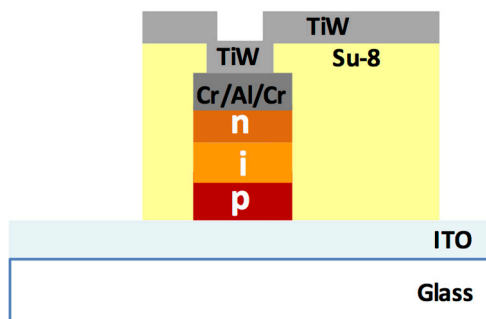 TiW
TiW
Su-8
Cr/Al/Cr
n
i
p
ITO
Glass